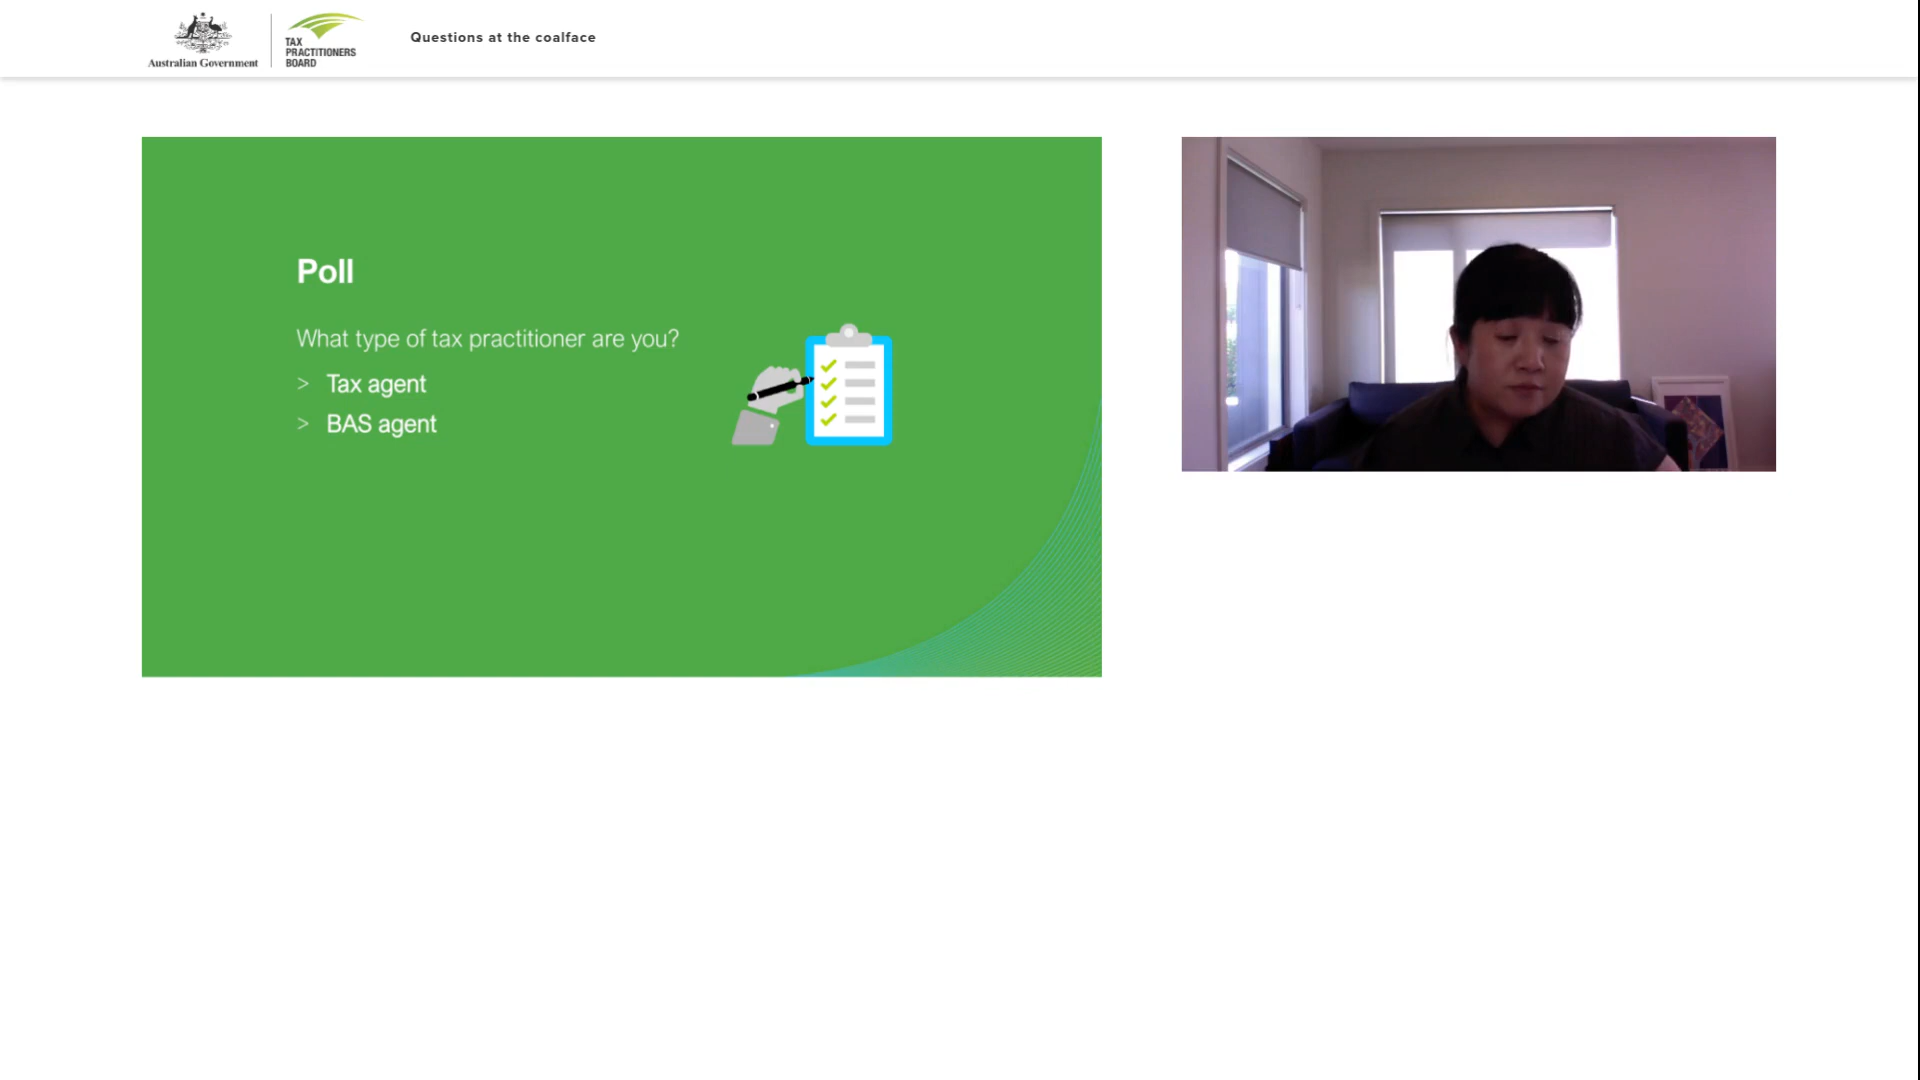 Australian Government
TAX
PRACTITIONERS
BOARD
Questions at the coalface
Poll
What type of tax practitioner are you?
> Tax agent
> BAS agent